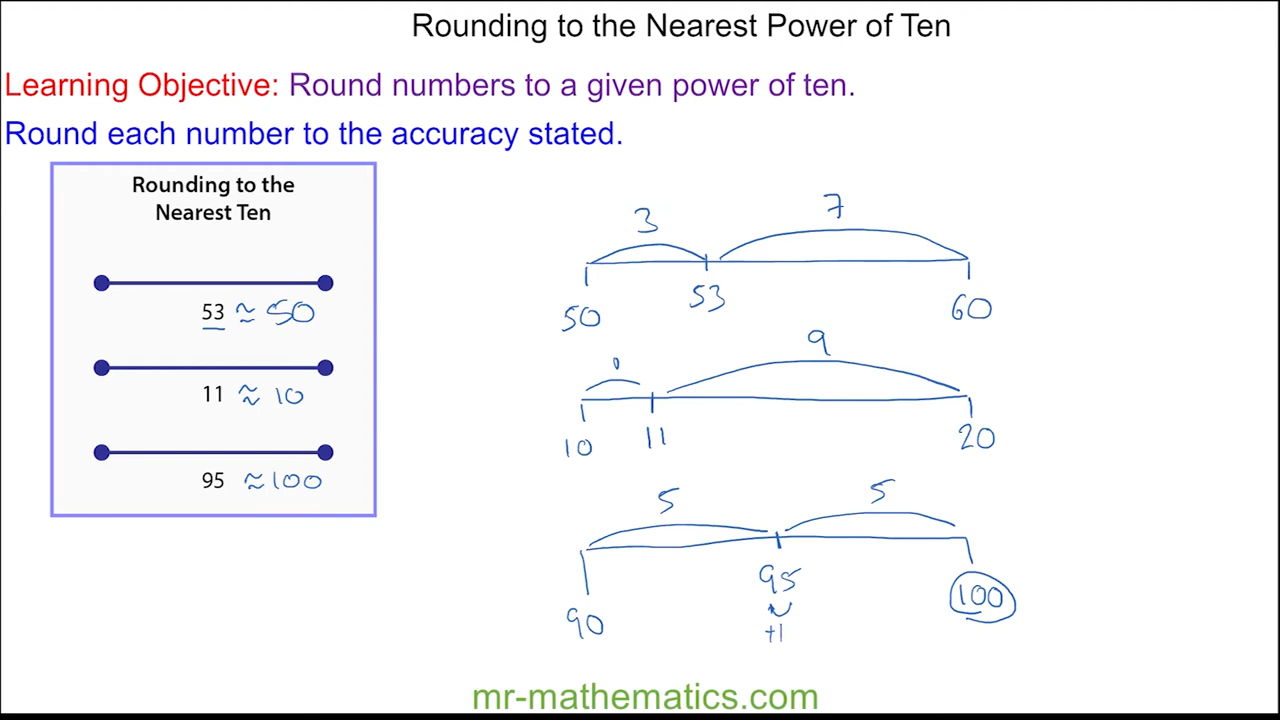 Rounding to the Nearest Power of Ten
Learning Objective: Round numbers to a given power of ten.
Round each number to the accuracy stated.
Rounding to the
Nearest Ten
53 ≈ 50
11 ≈ 10
95 ≈ 100
3 7
50 53 60
9
10 11 20
5 5
90 95 100
+1
mr-mathematics.com